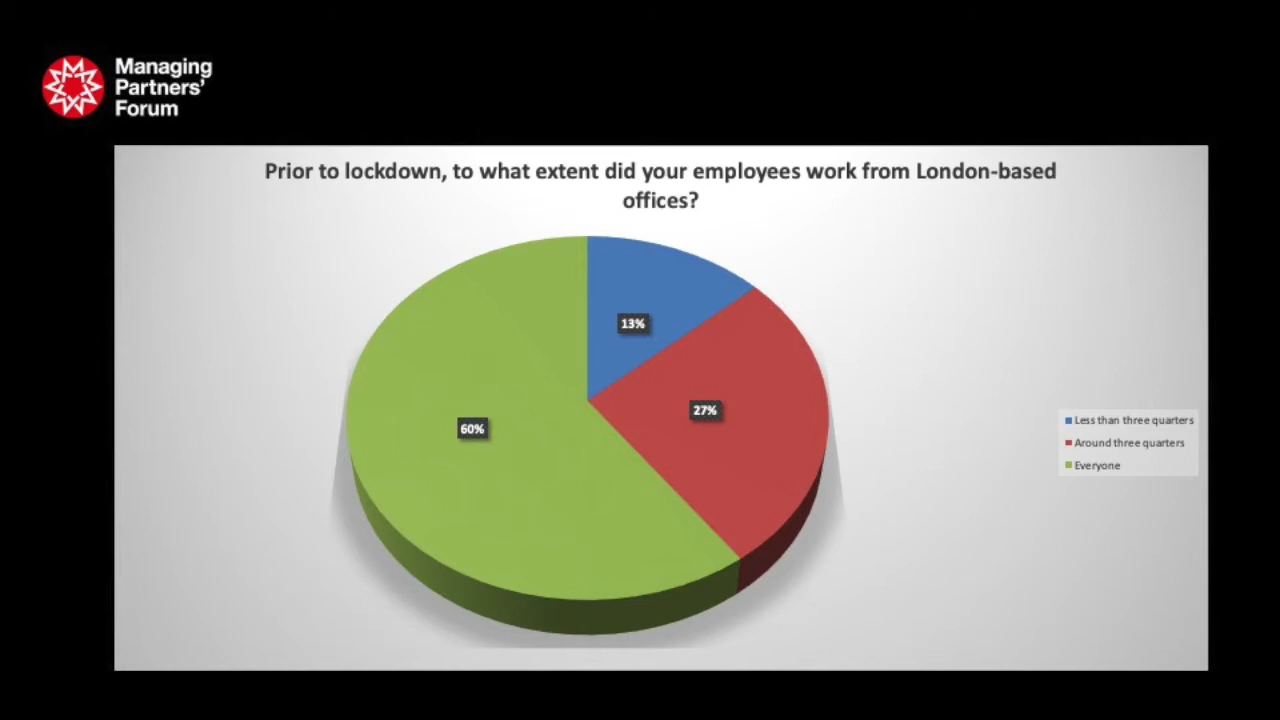 Managing
Partners'
Forum
Prior to lockdown, to what extent did your employees work from London-based
offices?
13%
27%
60%
Less than three quarters
Around three quarters
Everyone